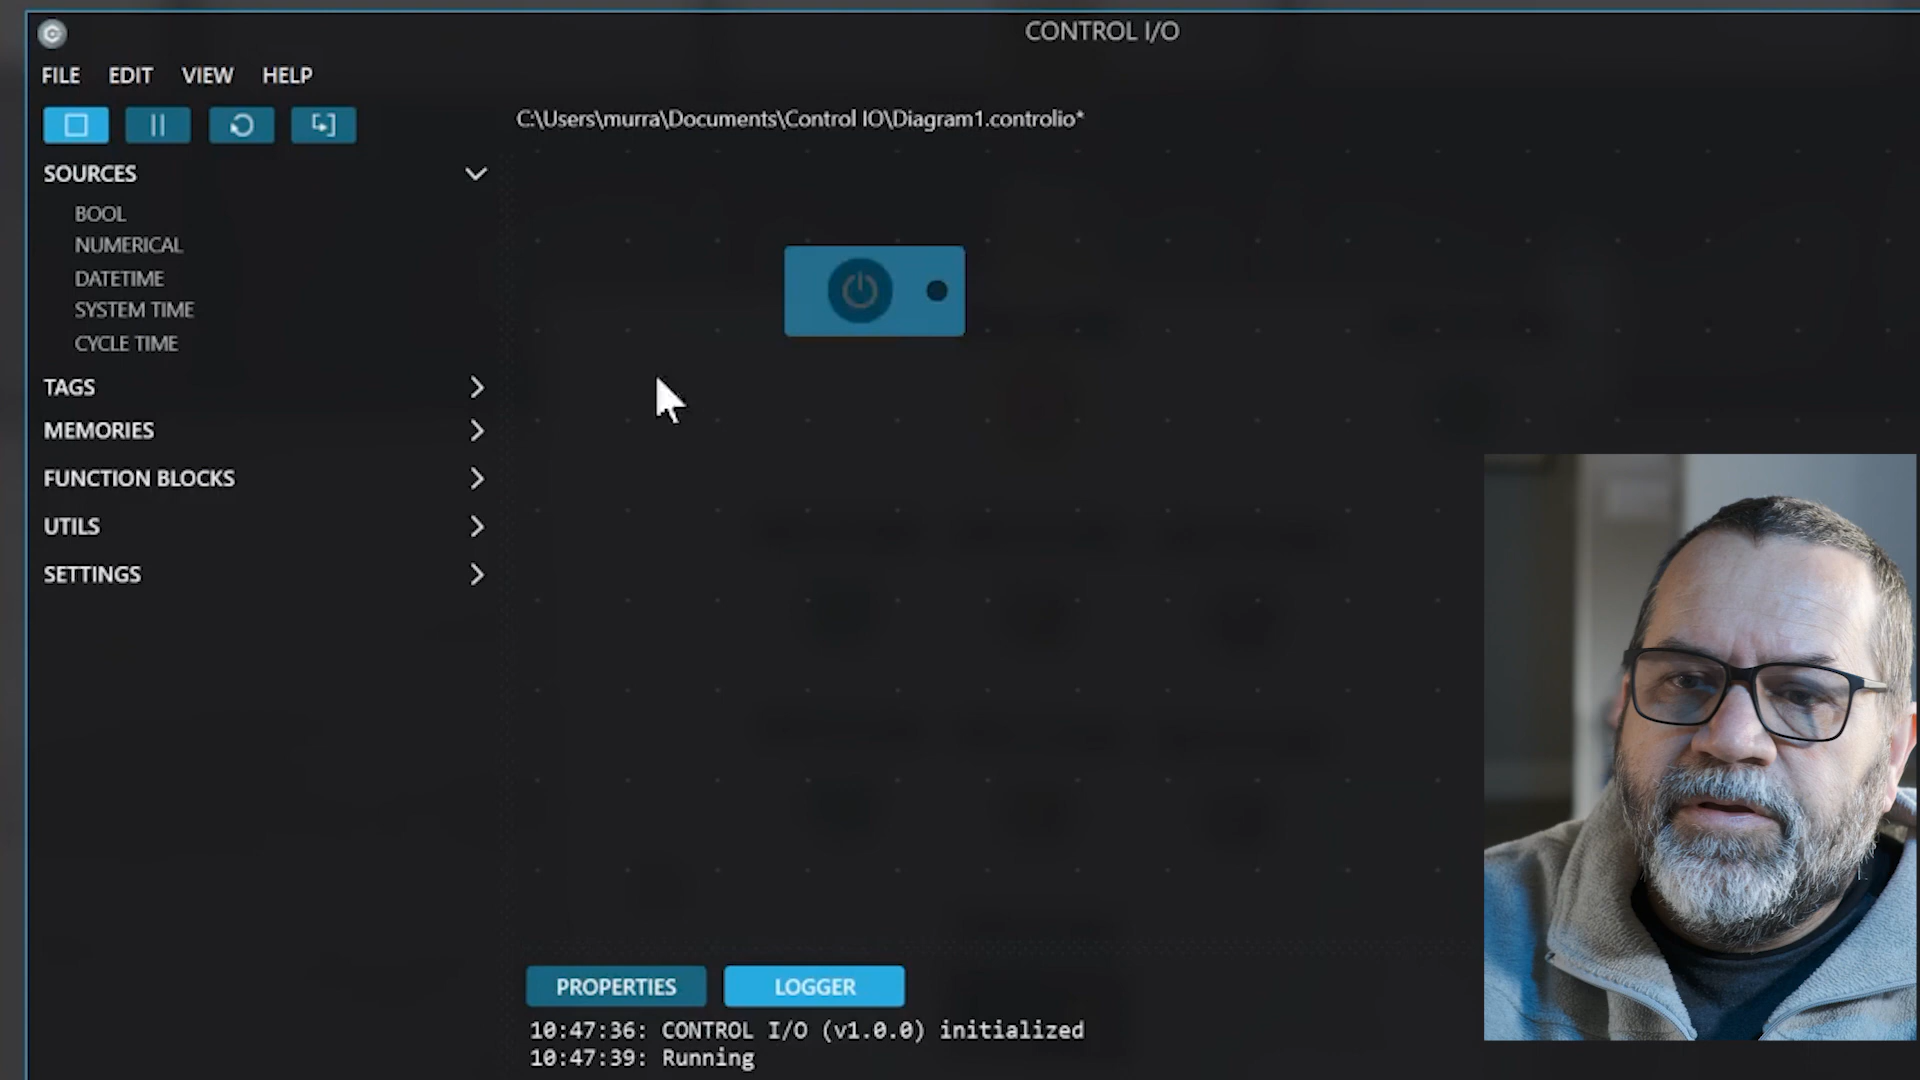 CONTROL I/O
FILE EDIT VIEW HELP
C:\Users\murra\Documents\Control IO\Diagram1.controlio*
SOURCES
BOOL
NUMERICAL
DATETIME
SYSTEM TIME
CYCLE TIME
TAGS
MEMORIES
FUNCTION BLOCKS
UTILS
SETTINGS
PROPERTIES LOGGER
10:47:36: CONTROL I/O (v1.0.0) initialized
10:47:39: Running